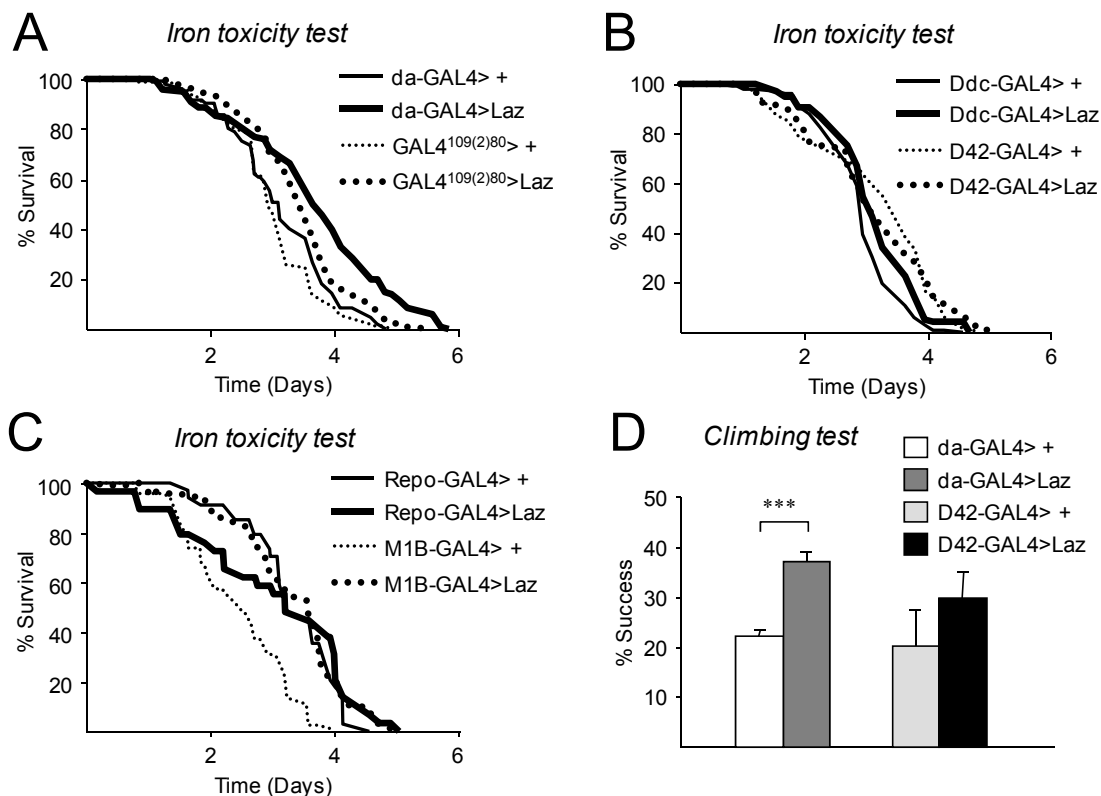 A
Iron toxicity test
da-GAL4> +
da-GAL4>Laz
GAL4109(2)80> +
GAL4109(2)80>Laz
100
80
60
40
20
% Survival
2
4
6
Time (Days)
B
Iron toxicity test
Ddc-GAL4> +
Ddc-GAL4>Laz
D42-GAL4> +
D42-GAL4>Laz
100
80
60
40
20
% Survival
2
4
6
Time (Days)
C
Iron toxicity test
Repo-GAL4> +
Repo-GAL4>Laz
M1B-GAL4> +
M1B-GAL4>Laz
100
80
60
40
20
% Survival
2
4
6
Time (Days)
D
Climbing test
da-GAL4> +
da-GAL4>Laz
D42-GAL4> +
D42-GAL4>Laz
50
40
30
20
10
% Success
***